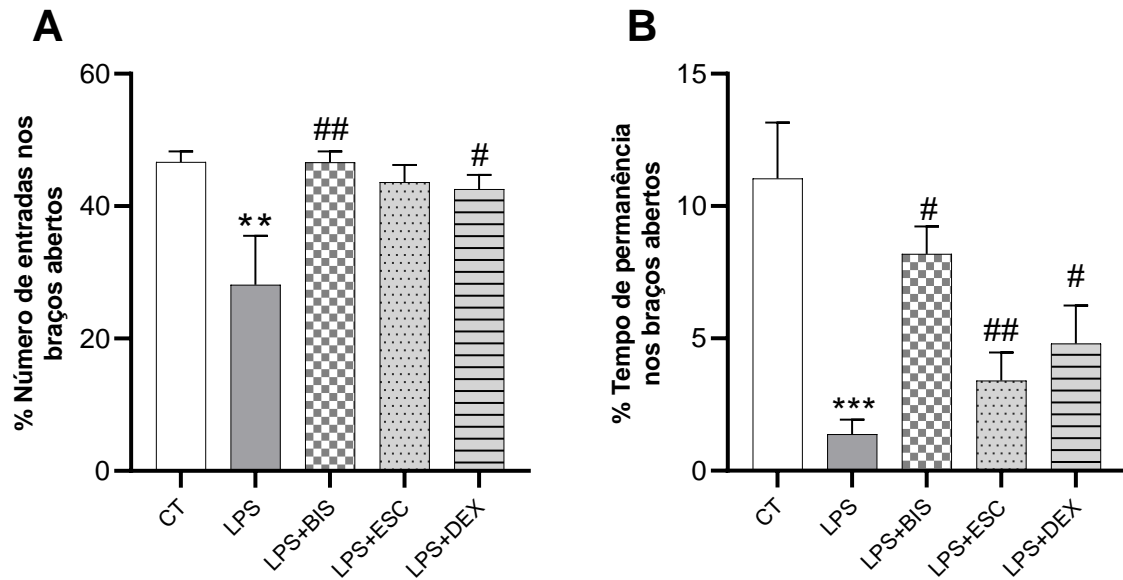 A
% Número de entradas nos
braços abertos
60
40
20
0
**
##
#
CT
LPS
LPS+BIS
LPS+ESC
LPS+DEX
B
% Tempo de permanência
nos braços abertos
15
10
5
0
***
#
##
#
CT
LPS
LPS+BIS
LPS+ESC
LPS+DEX